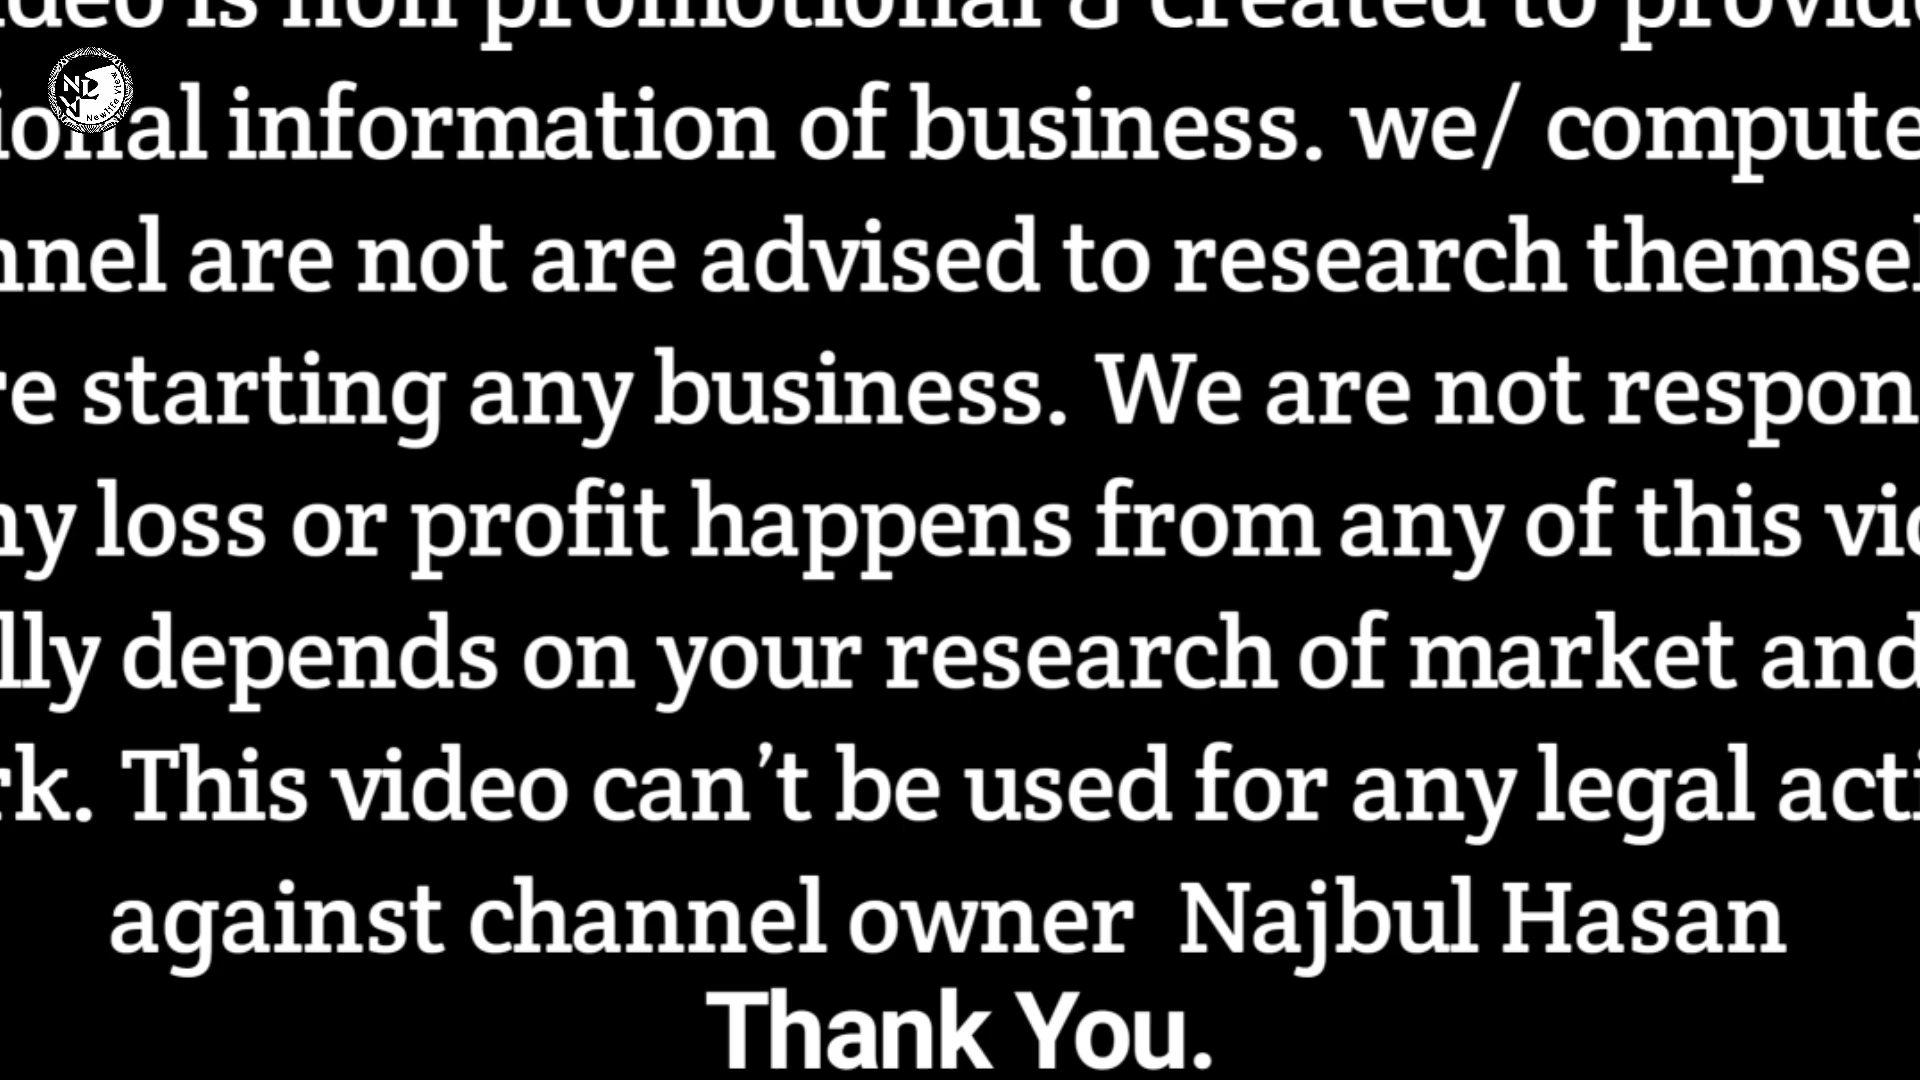 ideo is non promotional & created to provide
ional information of business. we/ compute
nnel are not are advised to research themsel
re starting any business. We are not respon
ny loss or profit happens from any of this vid
lly depends on your research of market and
rk. This video can't be used for any legal acti
against channel owner Najbul Hasan
Thank You.
NLV
Newlife View